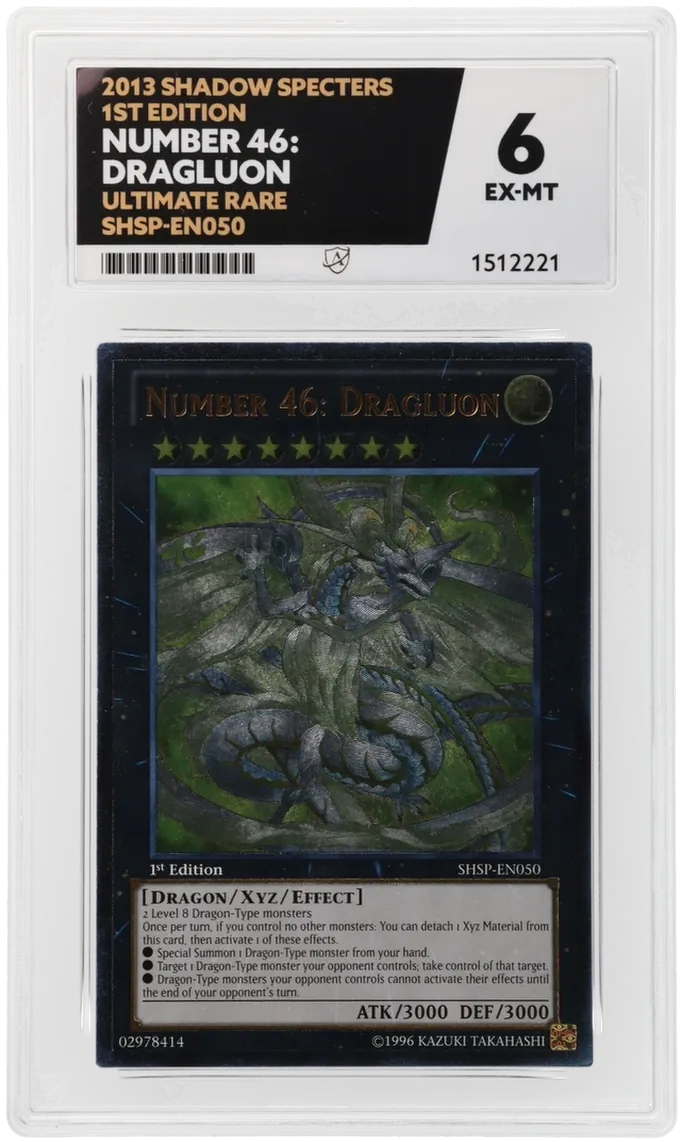 2013 SHADOW SPECTERS
1ST EDITION
NUMBER 46:
DRAGLUON
ULTIMATE RARE
SHSP-EN050
6
EX-MT
A
1512221
NUMBER 46: DRAGLUON
1st Edition
SHSP-EN050
[DRAGON/XYZ/EFFECT]
2 Level 8 Dragon-Type monsters
Once per turn, if you control no other monsters: You can detach 1 Xyz Material from
this card, then activate 1 of these effects.
● Special Summon 1 Dragon-Type monster from your hand.
● Target 1 Dragon-Type monster your opponent controls; take control of that target.
● Dragon-Type monsters your opponent controls cannot activate their effects until
the end of your opponent's turn.
ATK/3000 DEF/3000
02978414
©1996 KAZUKI TAKAHASHI